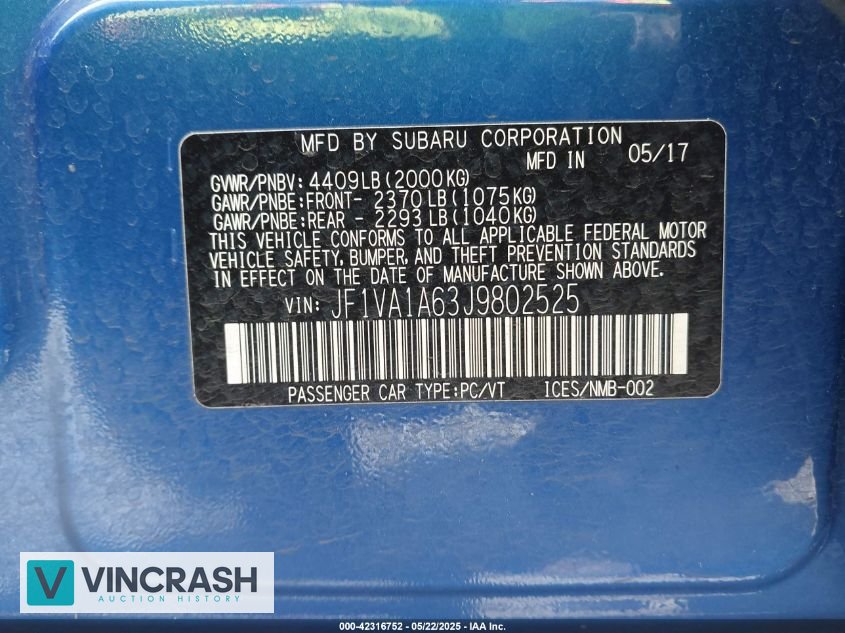 MFD BY SUBARU CORPORATION
MFD IN 05/17
GVWR/PNBV: 4409LB(2000KG)
GAWR/PNBE:FRONT- 2370LB(1075KG)
GAWR/PNBE:REAR - 2293LB(1040KG)
THIS VEHICLE CONFORMS TO ALL APPLICABLE FEDERAL MOTOR
VEHICLE SAFETY, BUMPER, AND THEFT PREVENTION STANDARDS
IN EFFECT ON THE DATE OF MANUFACTURE SHOWN ABOVE.
VIN: JF1VA1A63J9802525
PASSENGER CAR TYPE:PC/VT ICES/NMB-002
V VINCRASH
AUCTION HISTORY
000-42316752 - 05/22/2025 - IAA Inc.